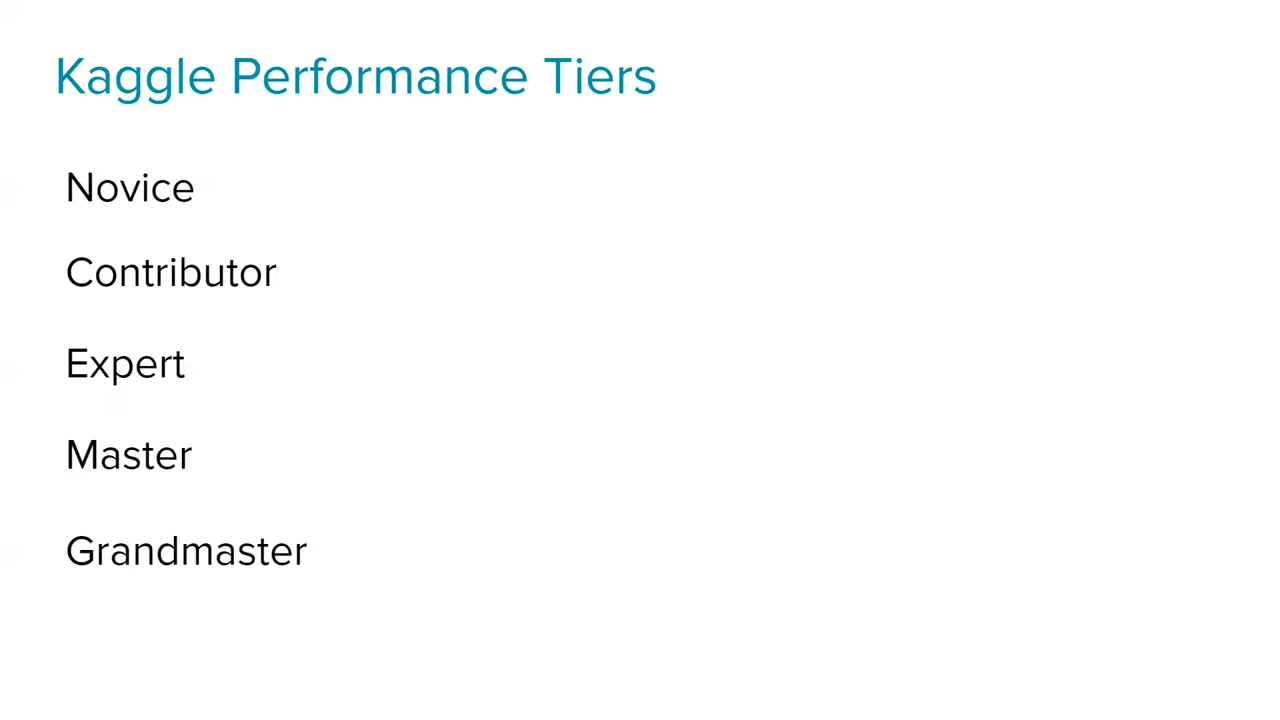 Kaggle Performance Tiers
Novice
Contributor
Expert
Master
Grandmaster